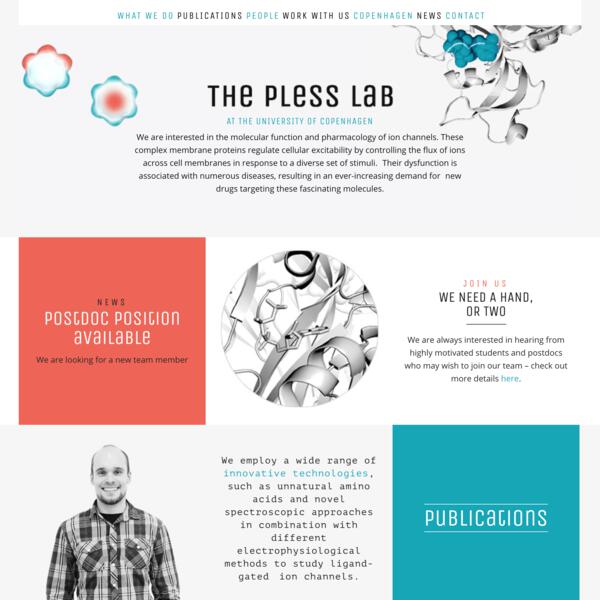 WHAT WE DO PUBLICATIONS PEOPLE WORK WITH US COPENHAGEN NEWS CONTACT
THE PLESS LAB
AT THE UNIVERSITY OF COPENHAGEN
We are interested in the molecular function and pharmacology of ion channels. These
complex membrane proteins regulate cellular excitability by controlling the flux of ions
across cell membranes in response to a diverse set of stimuli. Their dysfunction is
associated with numerous diseases, resulting in an ever-increasing demand for new
drugs targeting these fascinating molecules.
NEWS
Postdoc position
available
We are looking for a new team member
JOIN US
WE NEED A HAND,
OR TWO
We are always interested in hearing from
highly motivated students and postdocs
who may wish to join our team – check out
more details here.
We employ a wide range of
innovative technologies,
such as unnatural amino
acids and novel
spectroscopic approaches
in combination with
different
electrophysiological
methods to study ligand-
gated ion channels.
Publications